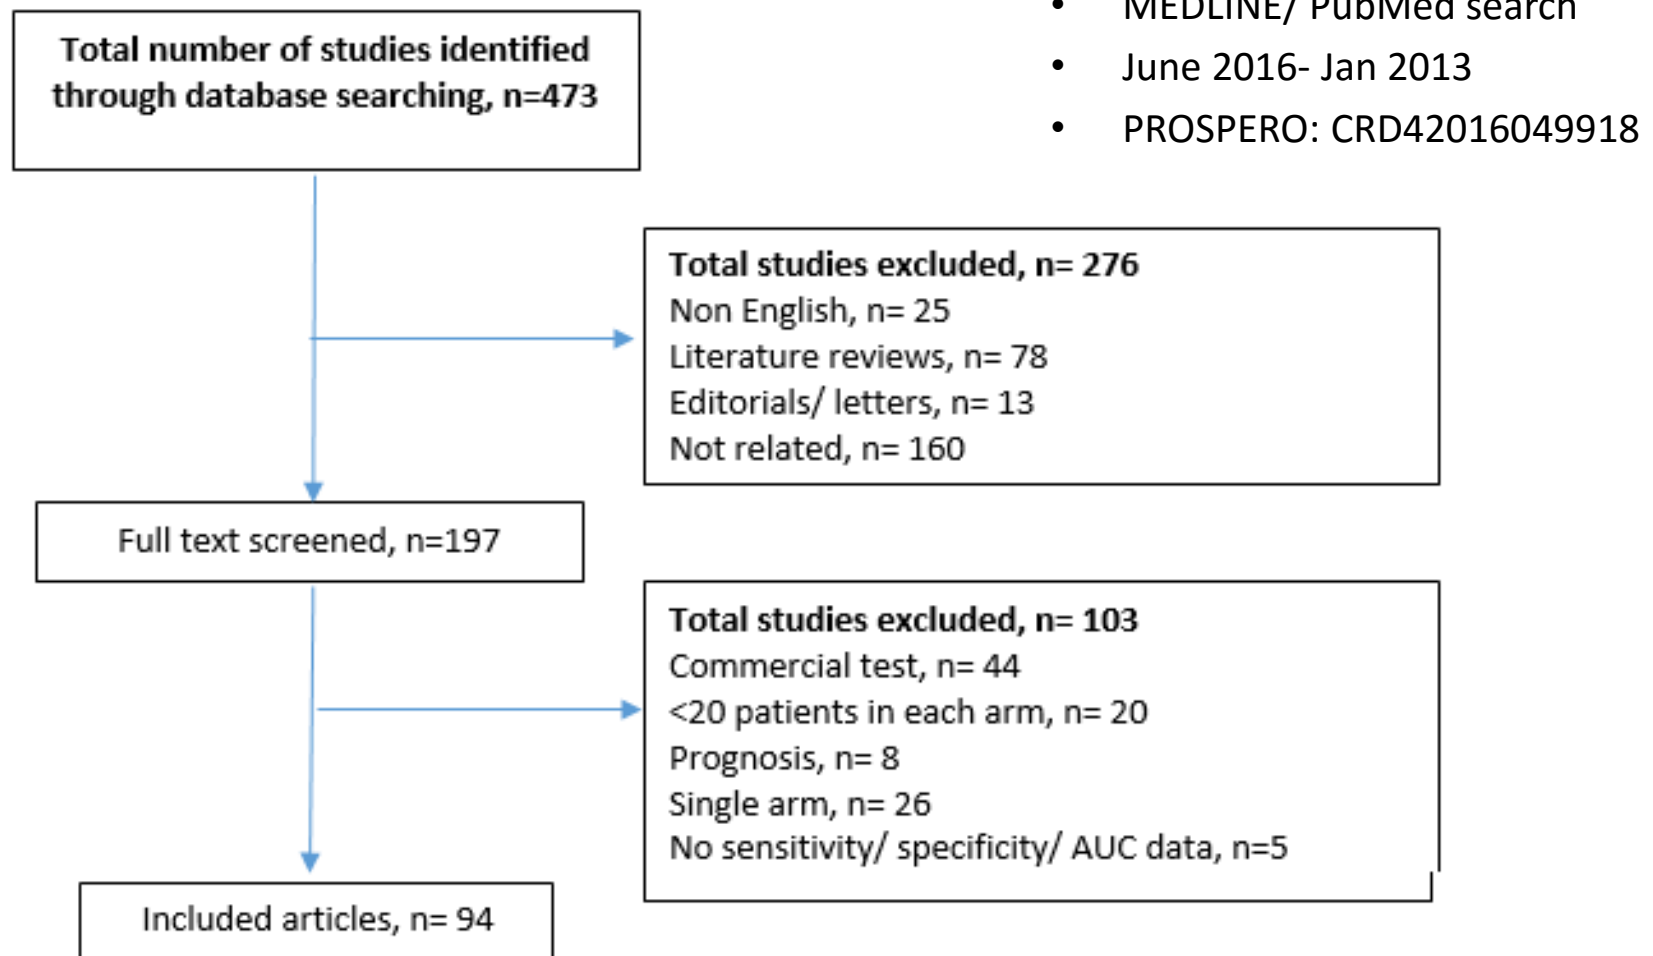 • MEDLINE/ PubMed search
• June 2016- Jan 2013
• PROSPERO: CRD42016049918
Total number of studies identified
through database searching, n=473
Total studies excluded, n= 276
Non English, n= 25
Literature reviews, n= 78
Editorials/ letters, n= 13
Not related, n= 160
Full text screened, n=197
Total studies excluded, n= 103
Commercial test, n= 44
<20 patients in each arm, n= 20
Prognosis, n= 8
Single arm, n= 26
No sensitivity/ specificity/ AUC data, n=5
Included articles, n= 94